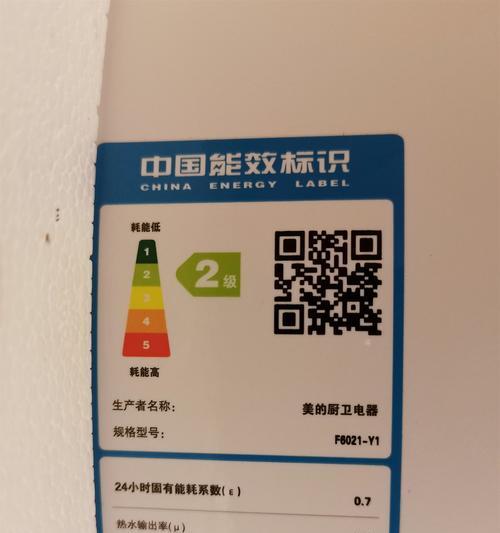 中国能效标识
CHINA ENERGY LABEL
耗能低
1
2
3
4
5
2级
耗能高
生产者名称: 美的厨卫电器
规格型号: F6021-Y1
24小时固有能耗系数(ε) 0.7
热水输出率(μ)